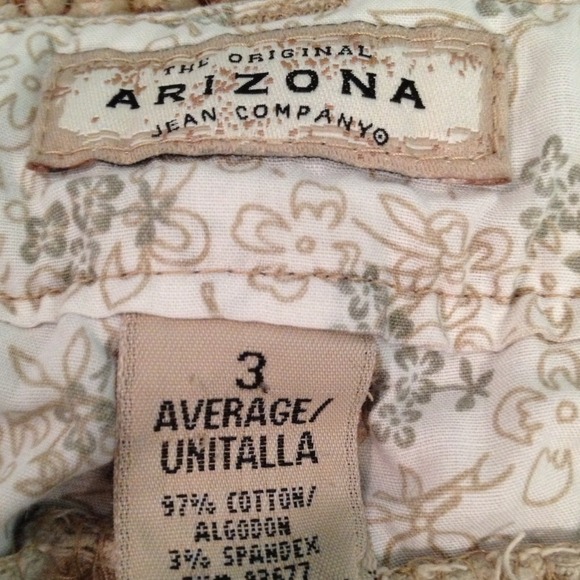 THE ORIGINAL
ARIZONA
JEAN COMPANY®
3
AVERAGE/
UNITALLA
97% COTTON/
ALGODON
3% SPANDEX